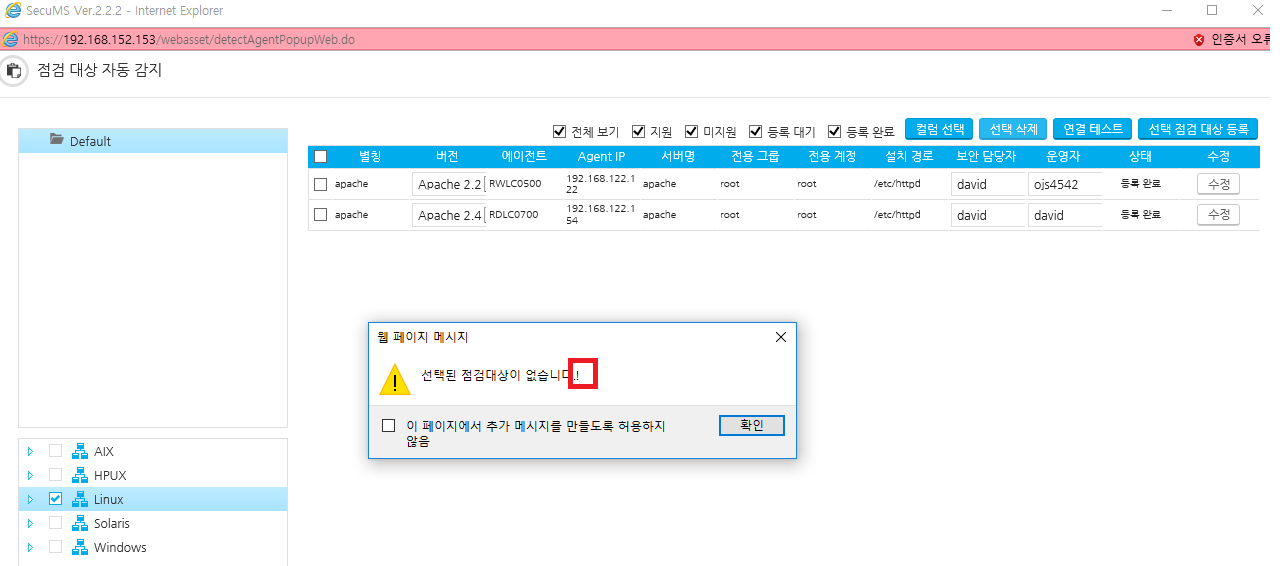 SecuMS Ver.2.2.2 - Internet Explorer
https://192.168.152.153/webasset/detectAgentPopupWeb.do 인증서 오류
점검 대상 자동 감지
Default
전체 보기 지원 미지원 등록 대기 등록 완료 컬럼 선택 선택 삭제 연결 테스트 선택 점검 대상 등록
별칭 버전 에이전트 Agent IP 서버명 전용 그룹 전용 계정 설치 경로 보안 담당자 운영자 상태 수정
apache Apache 2.2 RWLC0500 192.168.122.1
22 apache root root /etc/httpd david ojs4542 등록 완료 수정
apache Apache 2.4 RDLC0700 192.168.122.1
54 apache root root /etc/httpd david david 등록 완료 수정
웹 페이지 메시지
선택된 점검대상이 없습니다.!
이 페이지에서 추가 메시지를 만들도록 허용하지
않음
확인
AIX
HPUX
Linux
Solaris
Windows